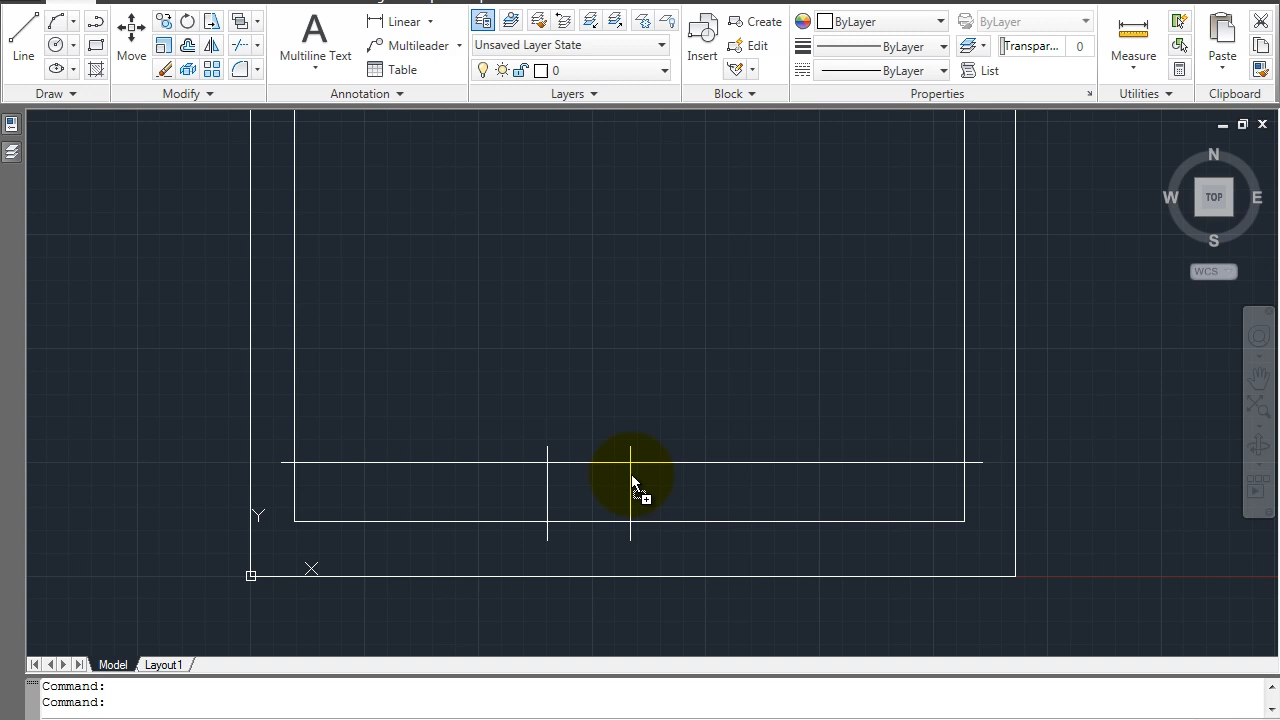 Linear
ByLayer
ByLayer
Create
Multileader
Unsaved Layer State
ByLayer
Transpar...
0
Edit
Line
Move
Multiline Text
Insert
Measure
Paste
Table
0
ByLayer
List
Draw
Modify
Annotation
Layers
Block
Properties
Utilities
Clipboard
N
W
TOP
E
S
WCS
Y
X
Model
Layout1
Command:
Command: